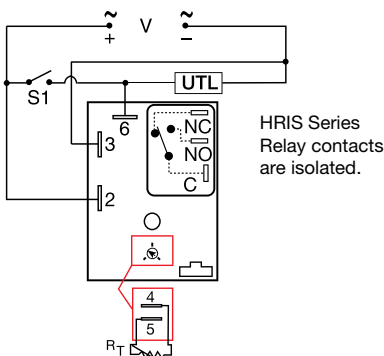 ~ V ~
+ −
S1
UTL
6
3
NC
NO
C
2
HRIS Series
Relay contacts
are isolated.
4
5
RT